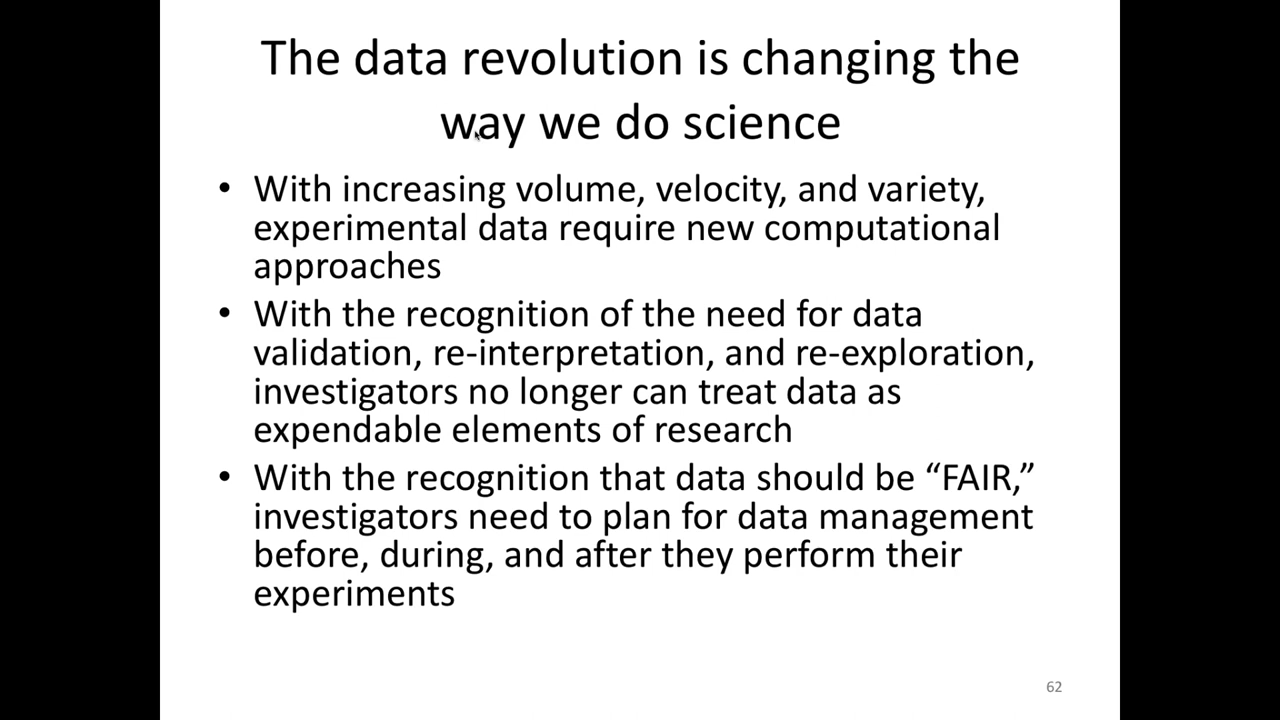 The data revolution is changing the
way we do science
• With increasing volume, velocity, and variety,
experimental data require new computational
approaches
• With the recognition of the need for data
validation, re-interpretation, and re-exploration,
investigators no longer can treat data as
expendable elements of research
• With the recognition that data should be “FAIR,”
investigators need to plan for data management
before, during, and after they perform their
experiments
62